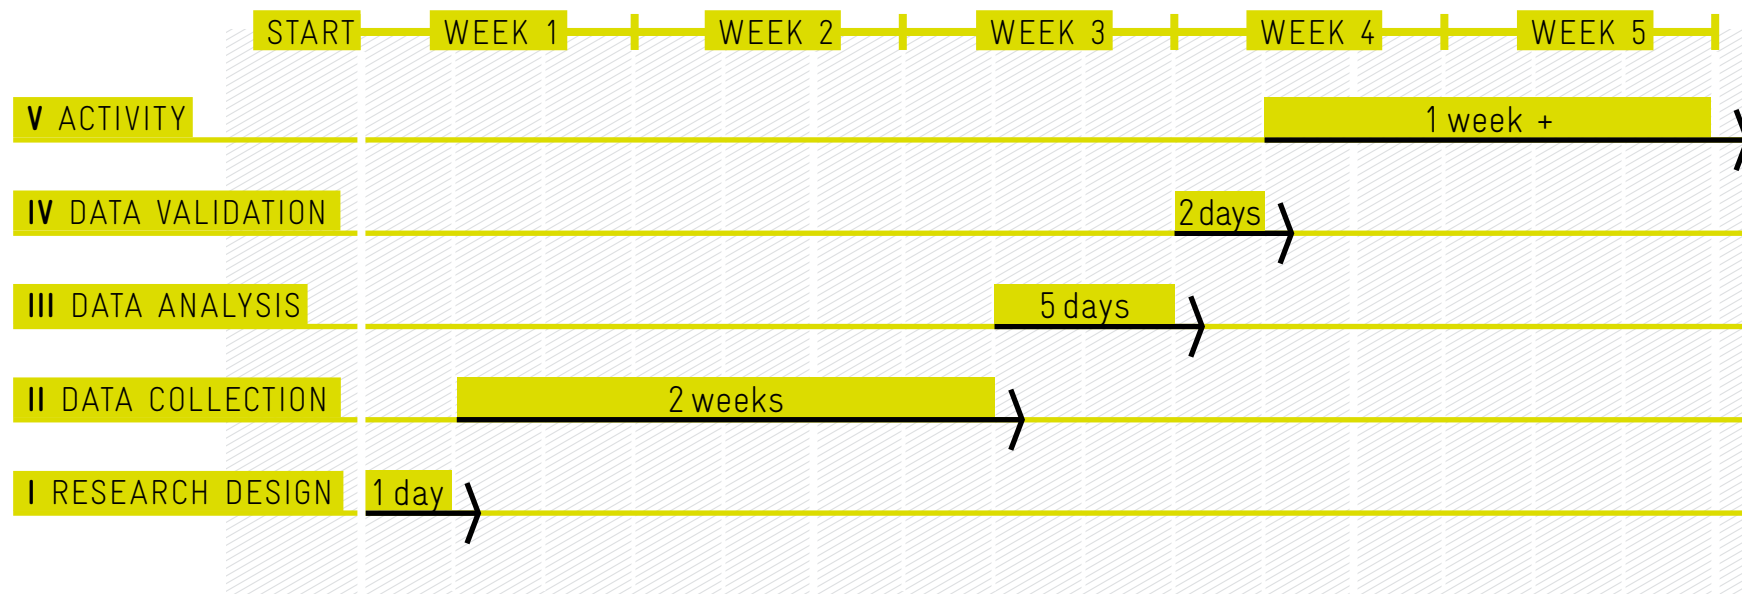 START WEEK 1 WEEK 2 WEEK 3 WEEK 4 WEEK 5
V ACTIVITY 1 week +
IV DATA VALIDATION 2 days
III DATA ANALYSIS 5 days
II DATA COLLECTION 2 weeks
I RESEARCH DESIGN 1 day